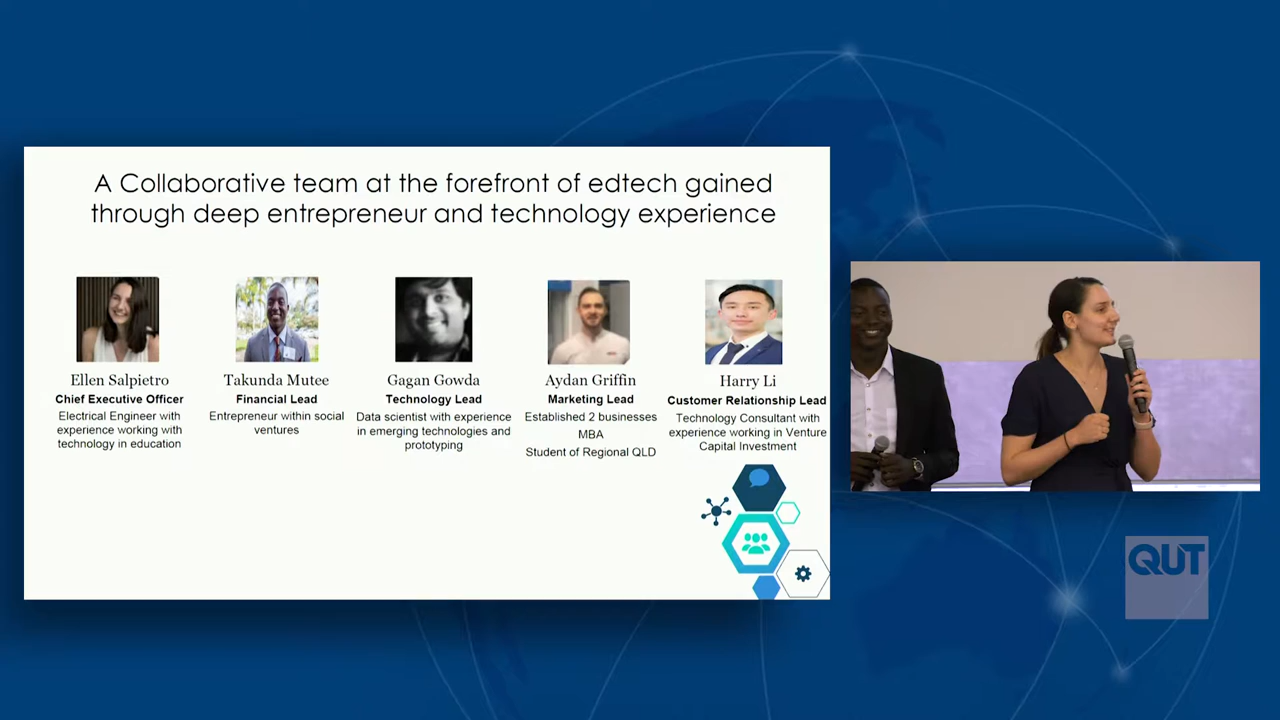 A Collaborative team at the forefront of edtech gained
through deep entrepreneur and technology experience
Ellen Salpietro
Chief Executive Officer
Electrical Engineer with
experience working with
technology in education
Takunda Mutee
Financial Lead
Entrepreneur within social
ventures
Gagan Gowda
Technology Lead
Data scientist with experience
in emerging technologies and
prototyping
Aydan Griffin
Marketing Lead
Established 2 businesses
MBA
Student of Regional QLD
Harry Li
Customer Relationship Lead
Technology Consultant with
experience working in Venture
Capital Investment
QUT